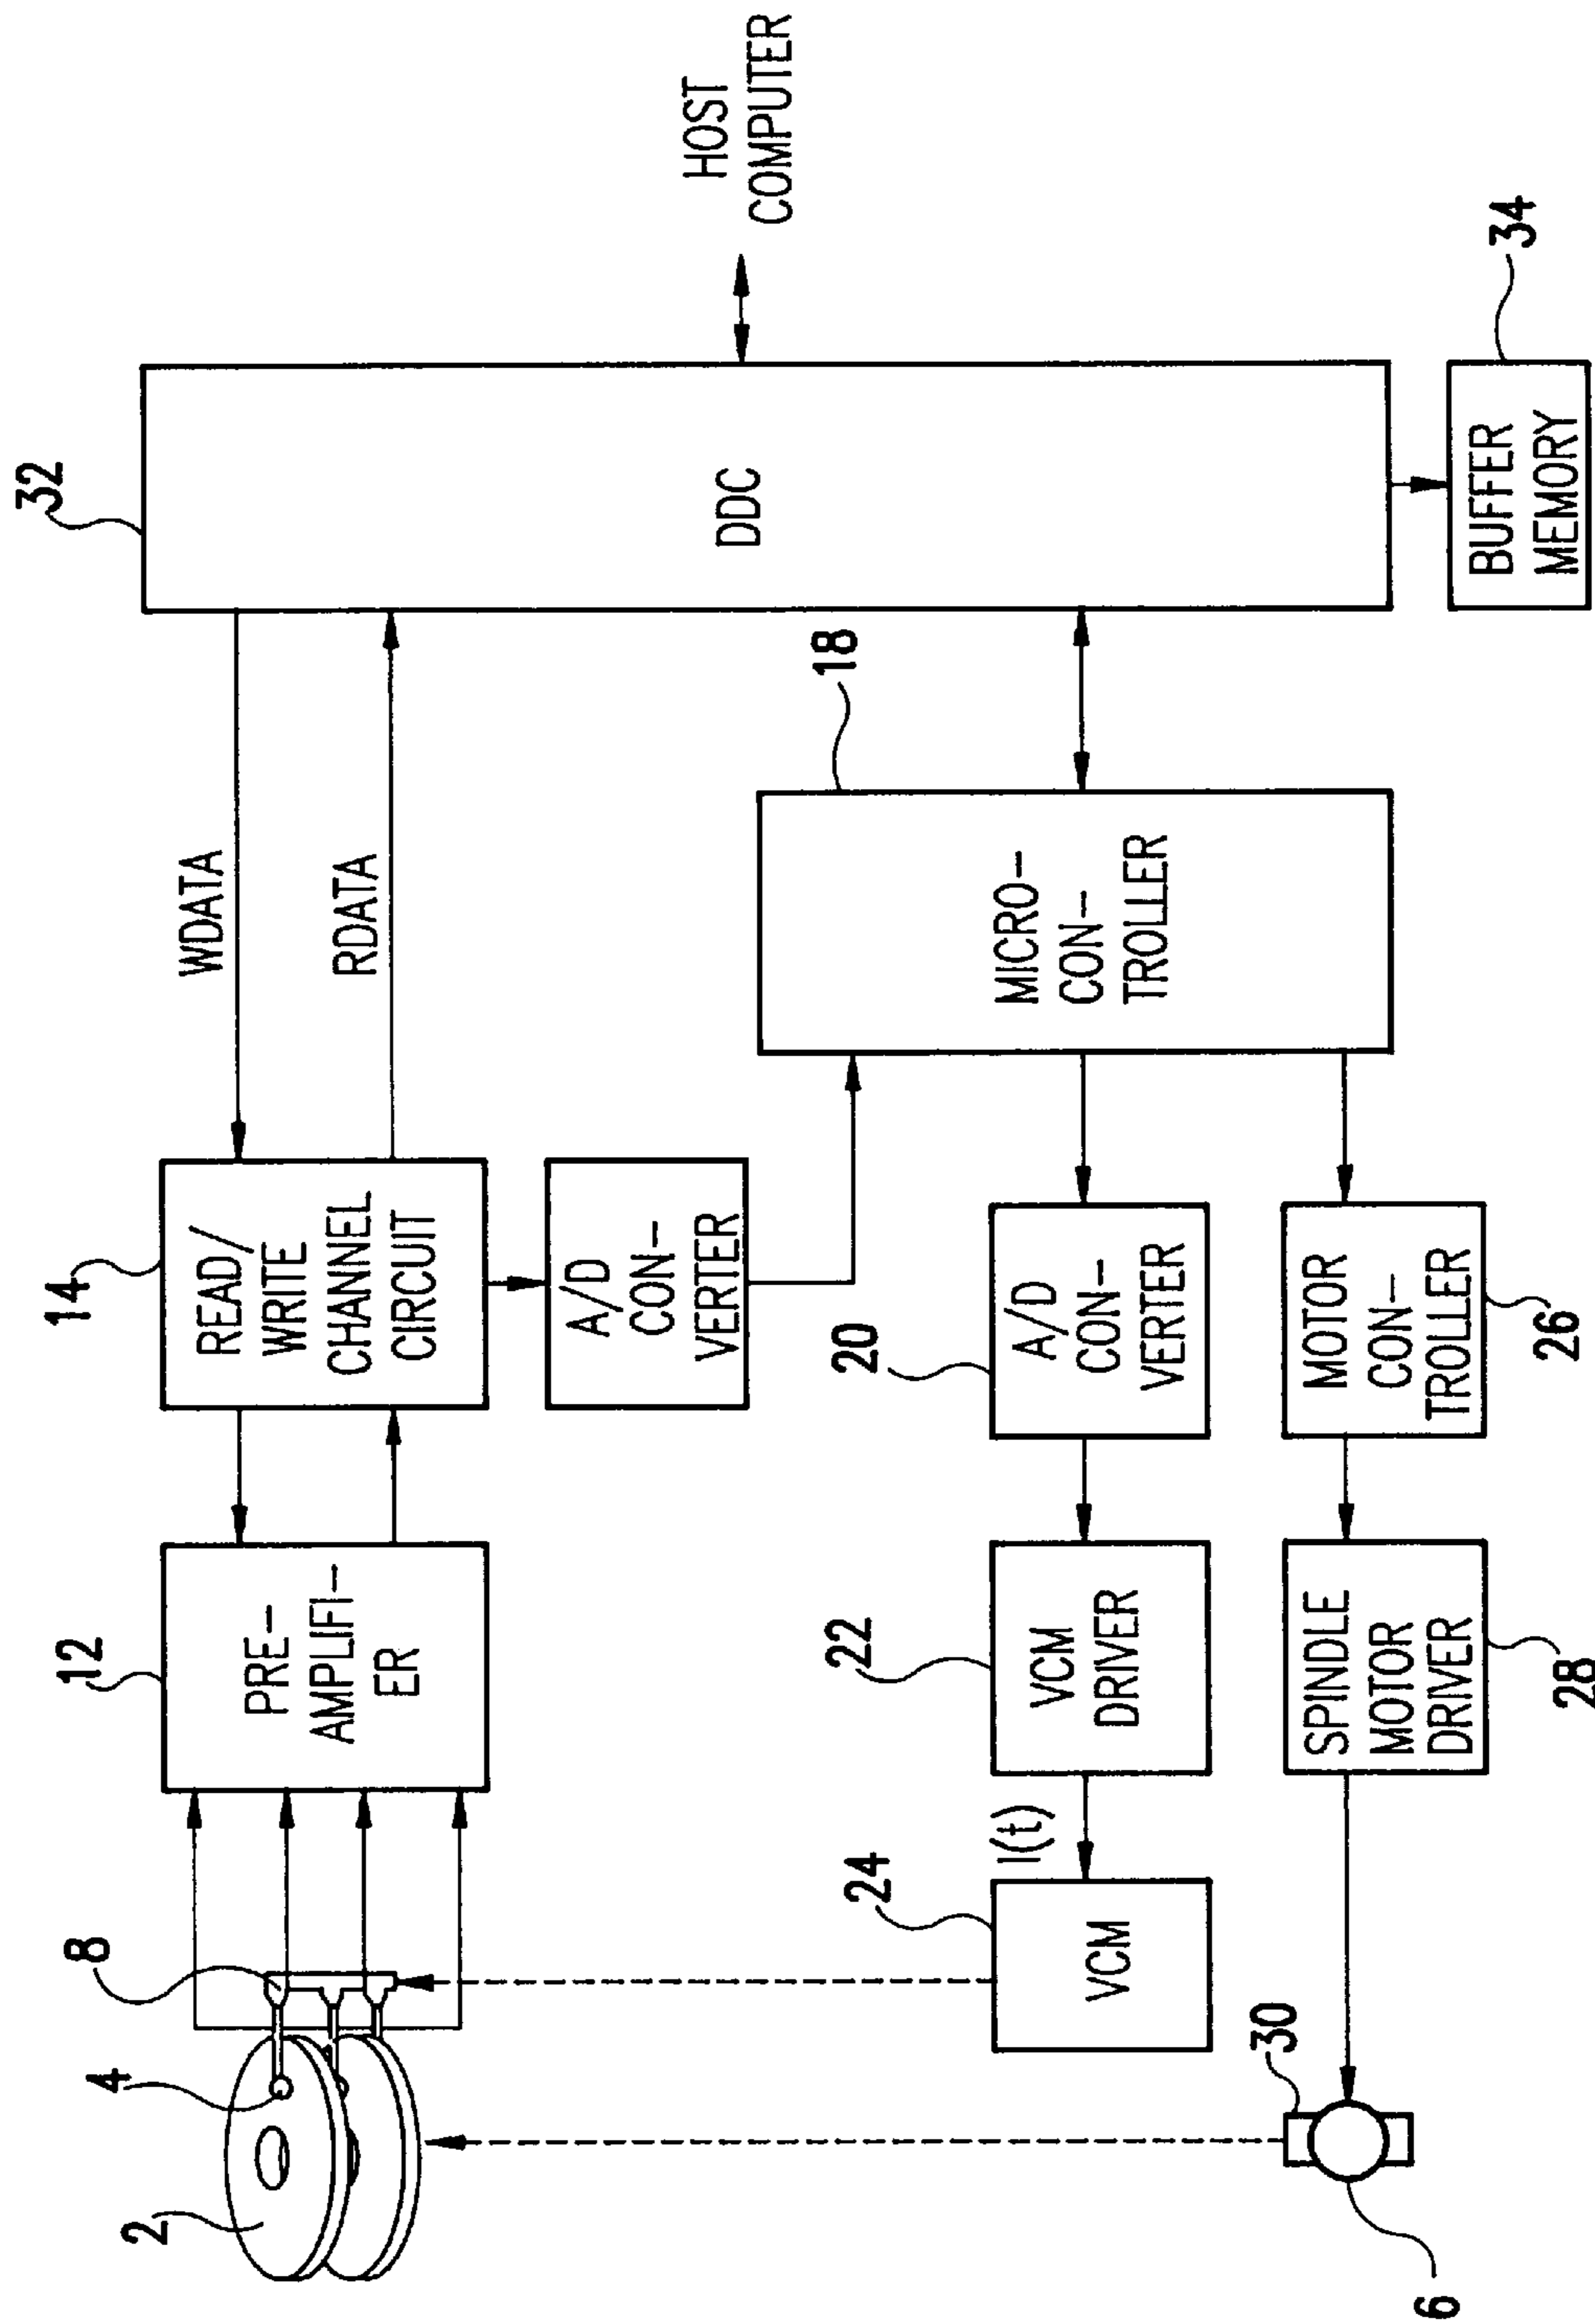 32
HOST
COMPUTER
DDC
34
BUFFER
MEMORY
WDATA
RDATA
18
MICRO-
CON-
TROLLER
14
READ/
WRITE
CHANNEL
CIRCUIT
A/D
CON-
VERTER
20
A/D
CON-
VERTER
MOTOR
CON-
TROLLER
26
12
PRE-
AMPLIFI-
ER
22
VCM
DRIVER
SPINDLE
MOTOR
DRIVER
28
I(t)
24
VCM
8
4
2
30
6